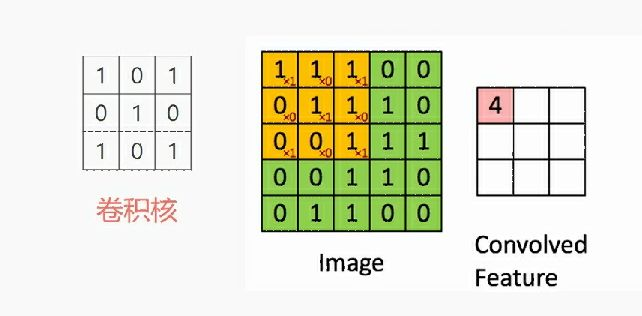 1 0 1
0 1 0
1 0 1
卷积核
1×1 1×0 1×1 0 0
0×0 1×1 1×0 1 0
0×1 0×0 1×1 1 1
0 0 1 1 0
0 1 1 0 0
Image
4
Convolved
Feature